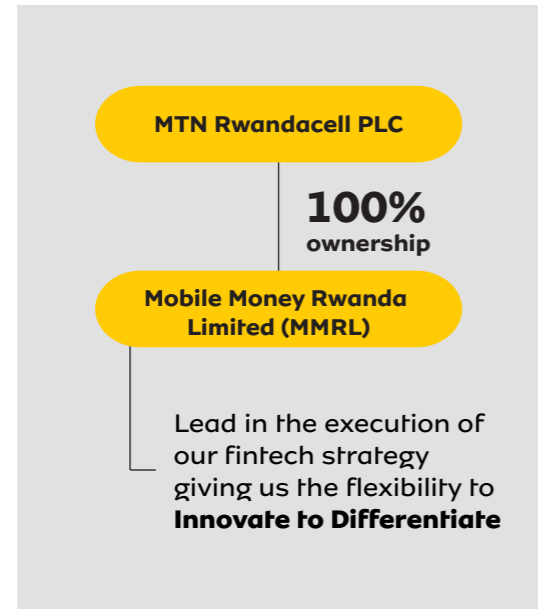 MTN Rwandacell PLC
100%
ownership
Mobile Money Rwanda
Limited (MMRL)
Lead in the execution of
our fintech strategy
giving us the flexibility to
Innovate to Differentiate